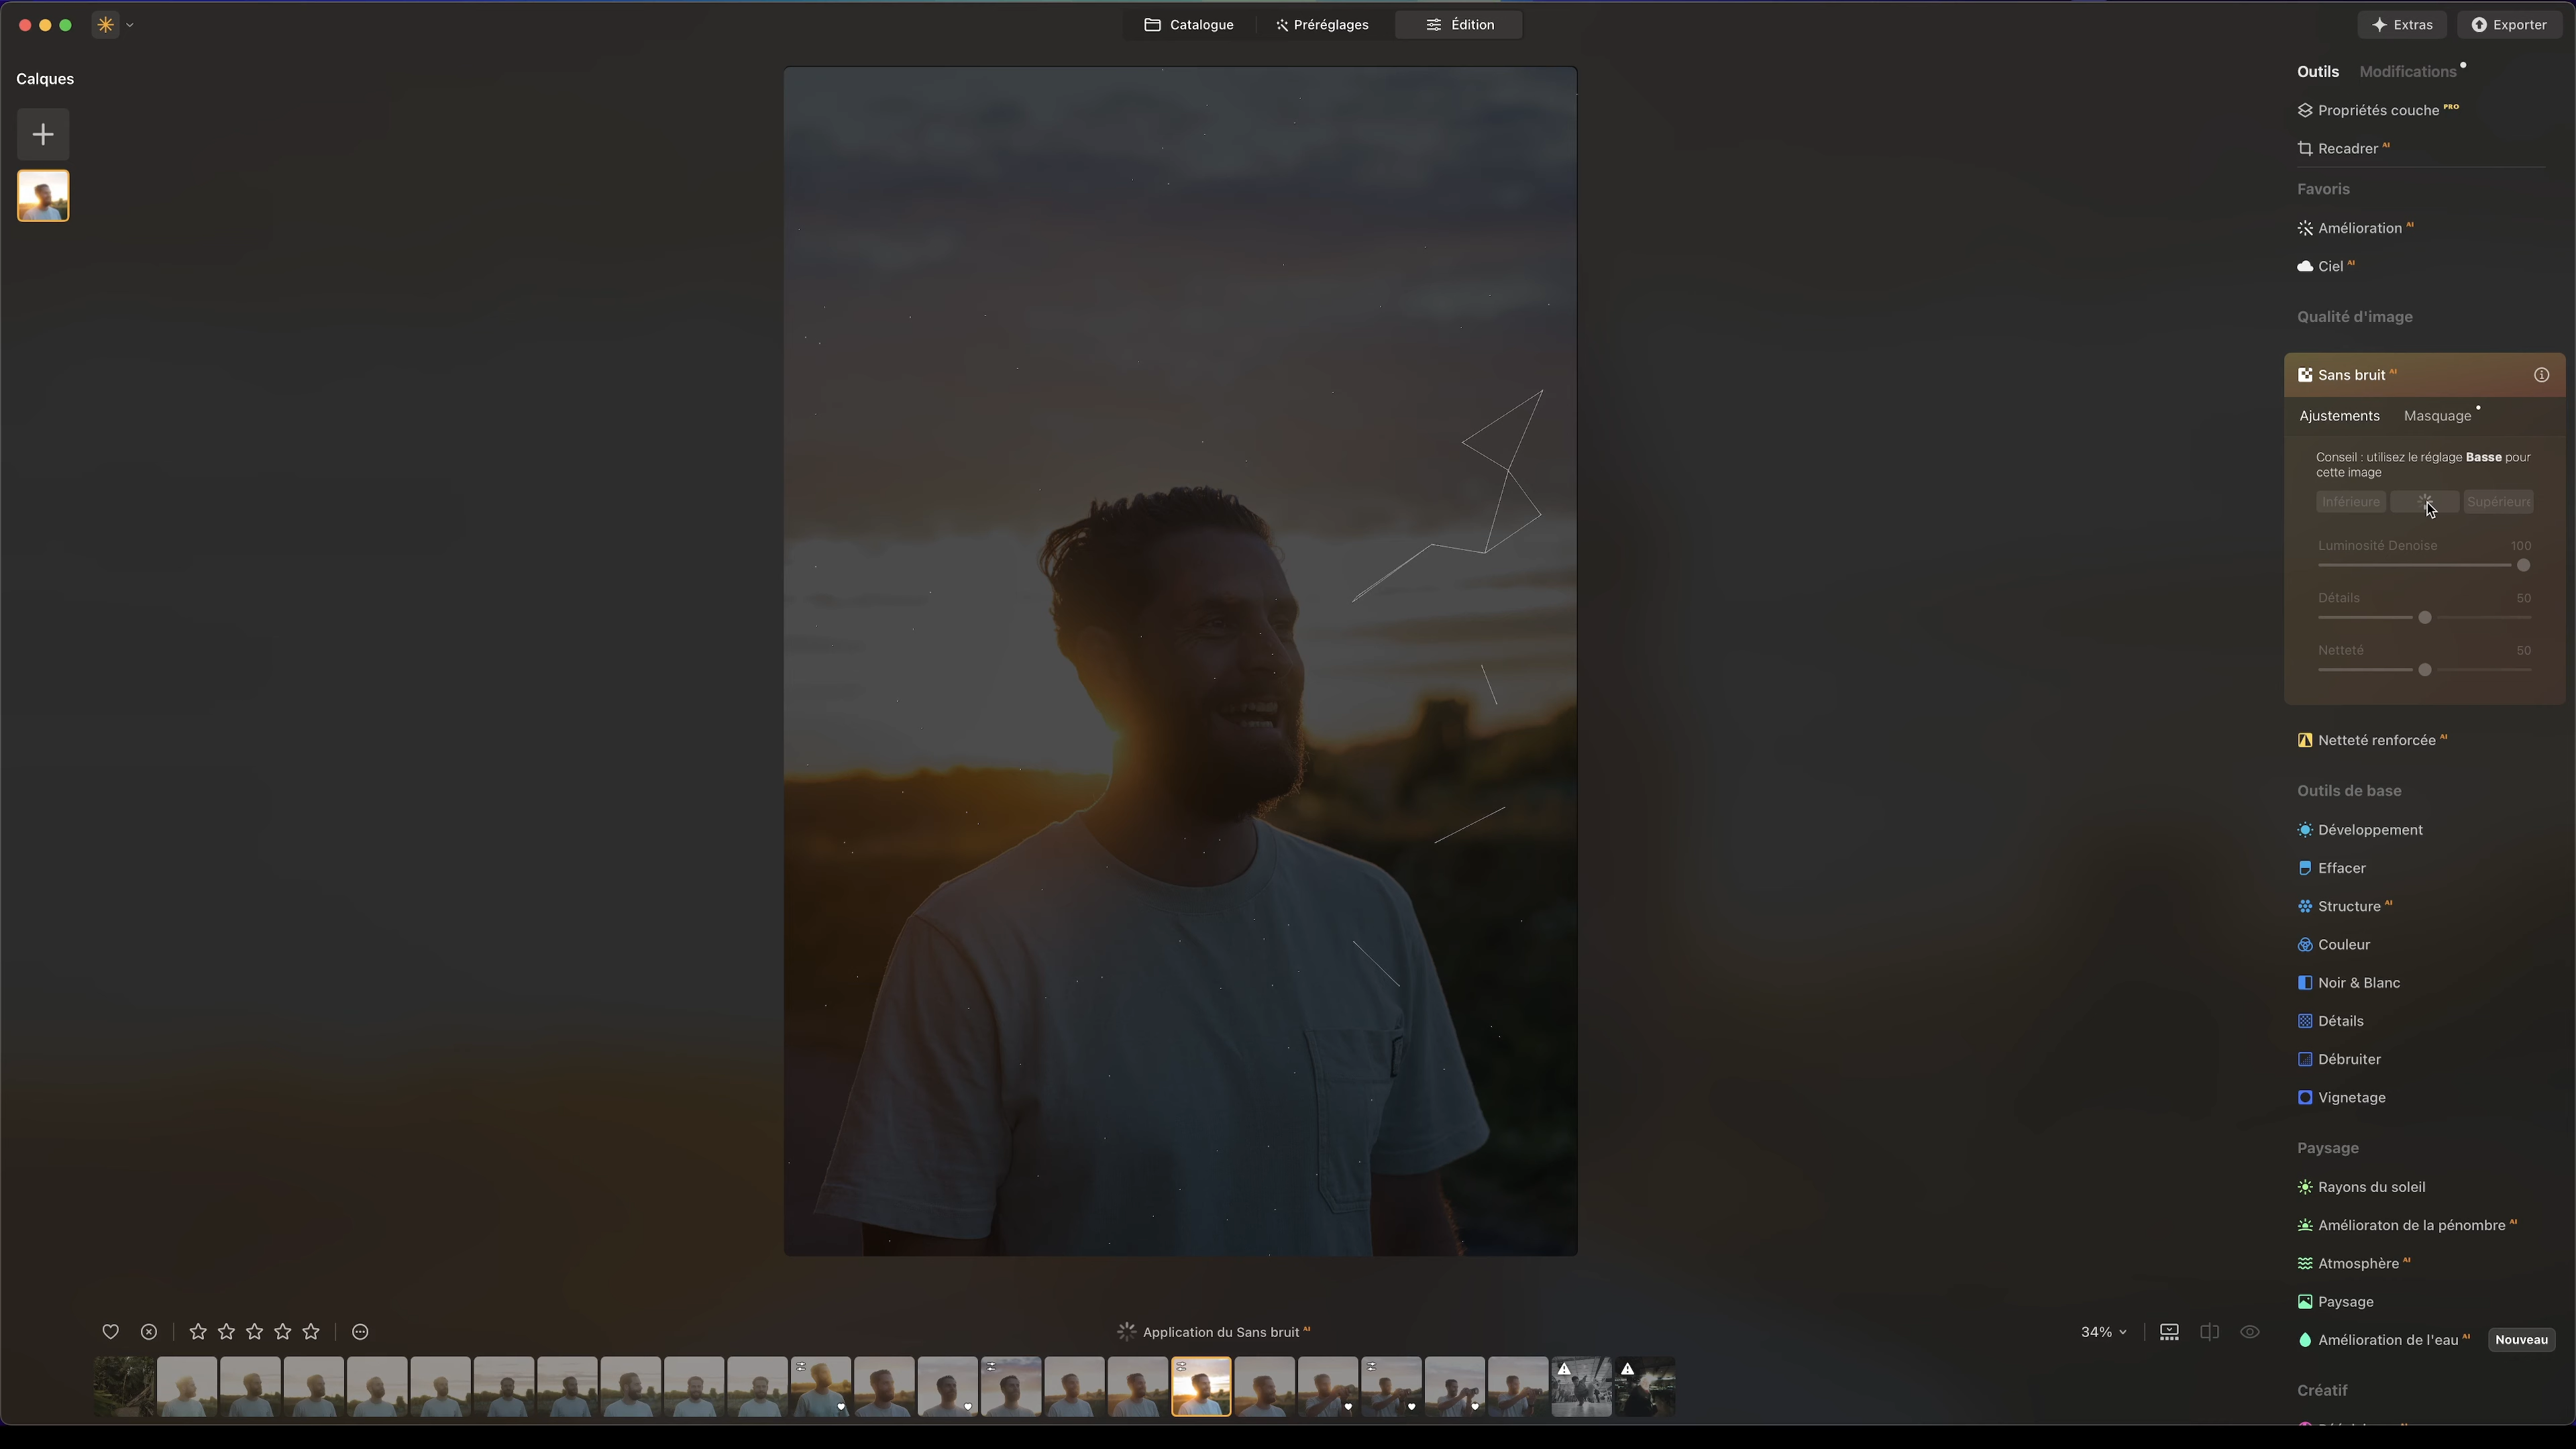 Catalogue
Préréglages
Édition
Extras
Exporter
Calques
Outils Modifications
Propriétés couche PRO
Recadrer AI
Favoris
Amélioration AI
Ciel AI
Qualité d'image
Sans bruit AI
Ajustements Masquage
Conseil : utilisez le réglage Basse pour
cette image
Inférieure Supérieure
Luminosité Denoise 100
Détails 50
Netteté 50
Netteté renforcée AI
Outils de base
Développement
Effacer
Structure AI
Couleur
Noir & Blanc
Détails
Débruiter
Vignetage
Paysage
Rayons du soleil
Amélioraton de la pénombre AI
Atmosphère AI
Paysage
Amélioration de l'eau AI Nouveau
Créatif
Application du Sans bruit AI
34%